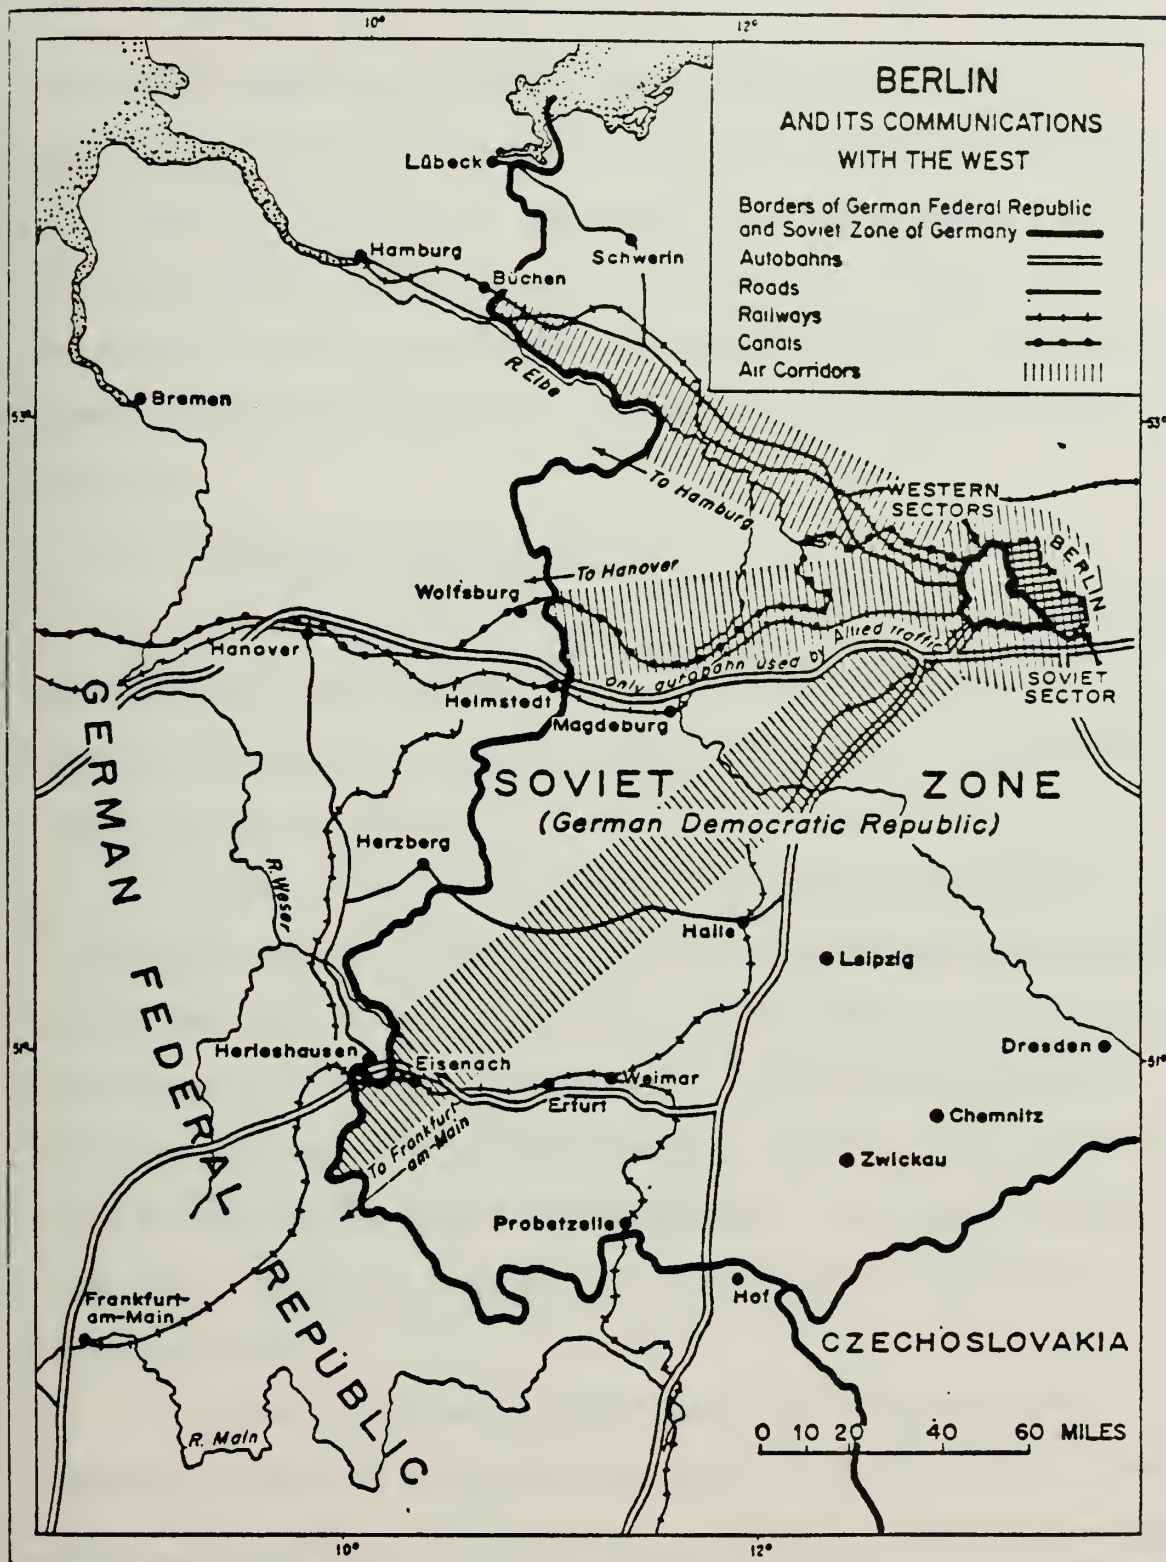 10°
12°
BERLIN
AND ITS COMMUNICATIONS
WITH THE WEST
Borders of German Federal Republic
and Soviet Zone of Germany
Autobahns
Roads
Railways
Canals
Air Corridors
Lübeck
Hamburg
Schwerin
Büchen
R. Elbe
Bremen
53°
53°
To Hamburg
WESTERN
SECTORS
BERLIN
To Hanover
Wolfsburg
Hanover
Only autobahn used by Allied traffic
Helmstedt
SOVIET
SECTOR
Magdeburg
GERMAN FEDERAL REPUBLIC
SOVIET ZONE
(German Democratic Republic)
Herzberg
R. Weser
Halle
Leipzig
51°
Herleshausen
Eisenach
Dresden
51°
Weimar
Erfurt
Chemnitz
To Frankfurt
am-Main
Zwickau
Probstzelle
Hof
Frankfurt-
am-Main
CZECHOSLOVAKIA
R. Main
0 10 20 40 60 MILES
10°
12°